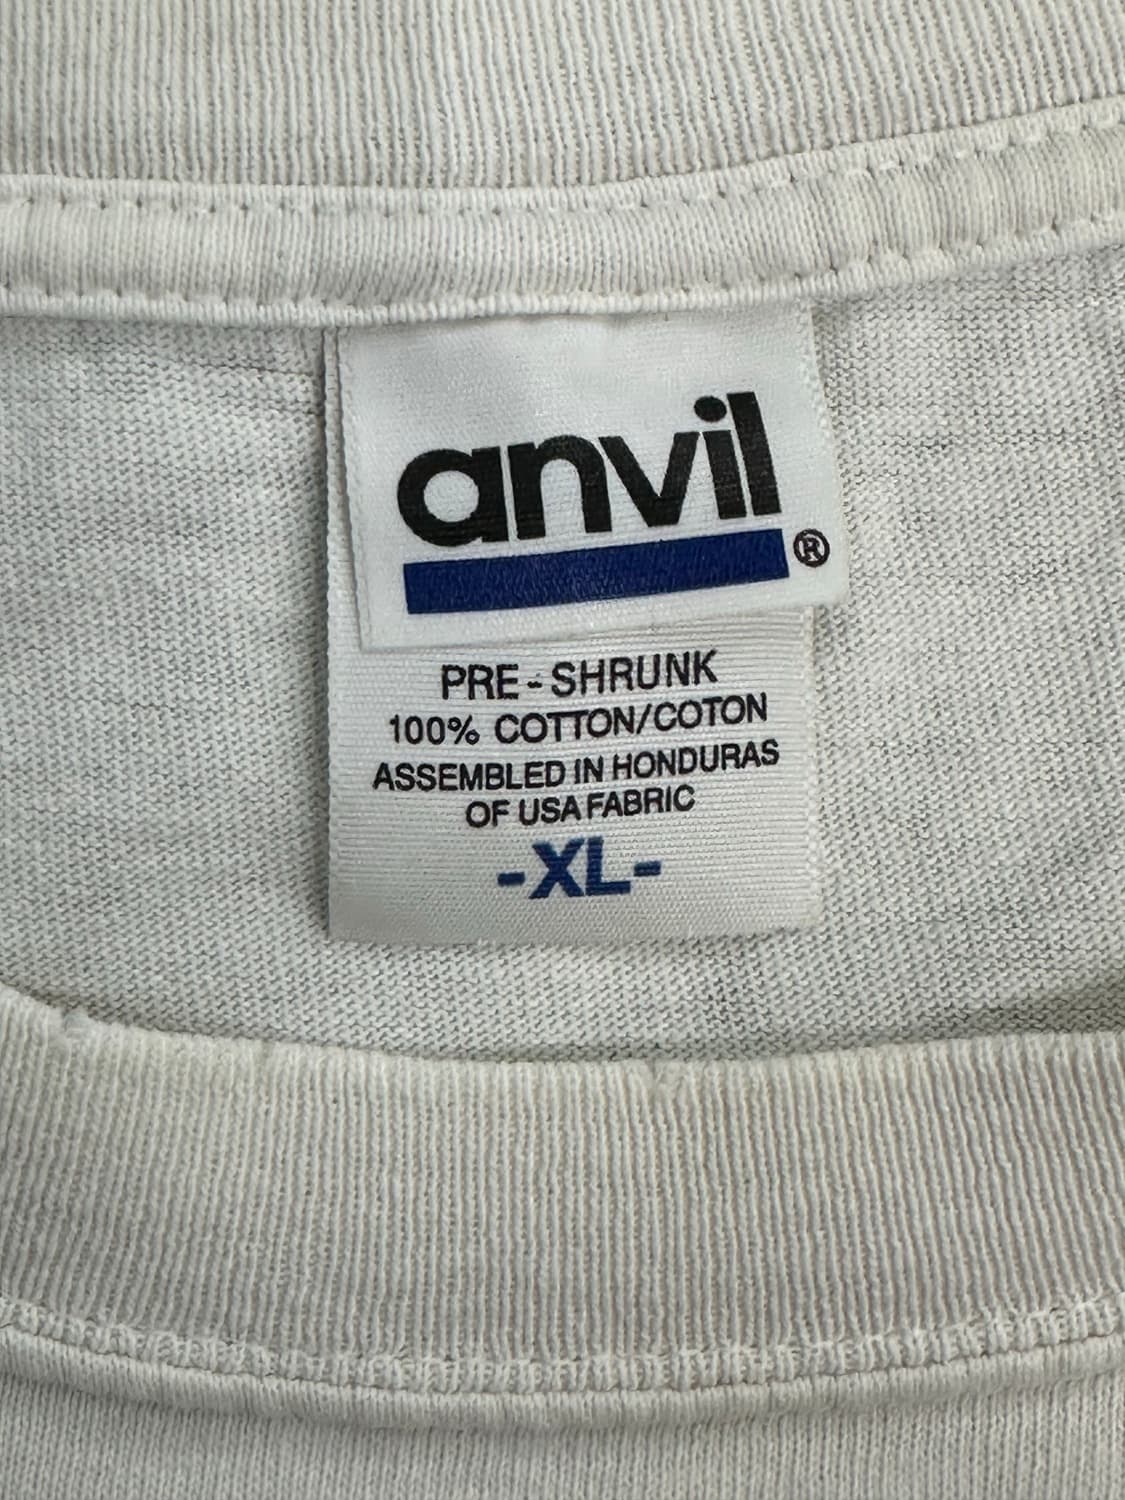 anvil
®
PRE-SHRUNK
100% COTTON/COTON
ASSEMBLED IN HONDURAS
OF USA FABRIC
-XL-